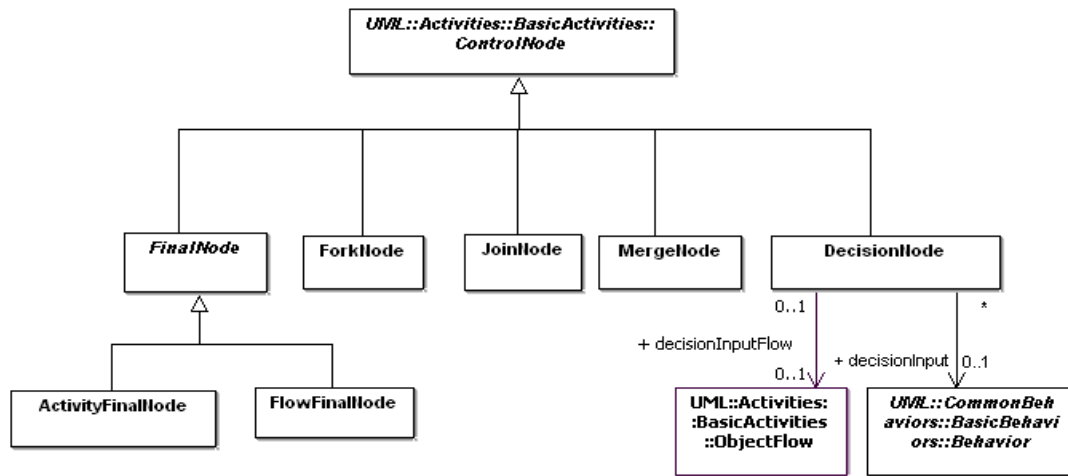 UML::Activities::BasicActivities::
ControlNode
FinalNode
ForkNode
JoinNode
MergeNode
DecisionNode
0..1
*
+ decisionInputFlow
+ decisionInput
0..1
0..1
ActivityFinalNode
FlowFinalNode
UML::Activities:
:BasicActivities
::ObjectFlow
UML::CommonBeh
aviors::BasicBehavi
ors::Behavior